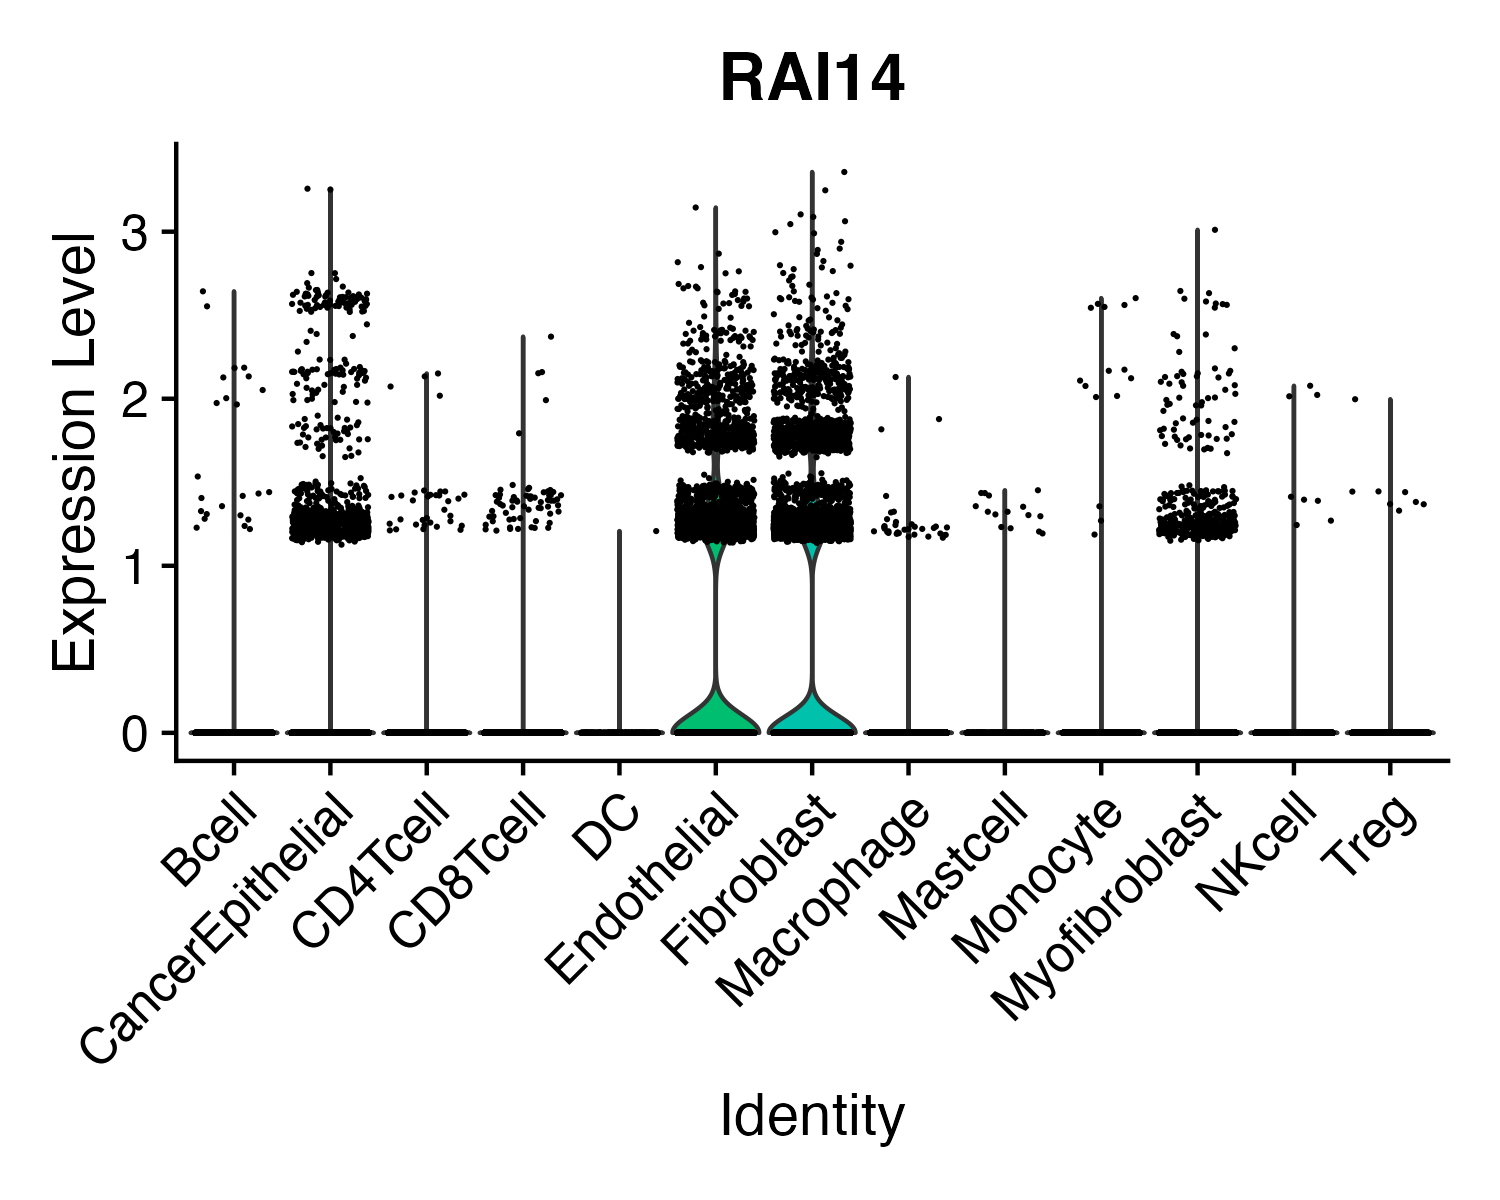 RAI14
Expression Level
3
2
1
0
Bcell
CancerEpithelial
CD4Tcell
CD8Tcell
DC
Endothelial
Fibroblast
Macrophage
Mastcell
Monocyte
Myofibroblast
NKcell
Treg
Identity